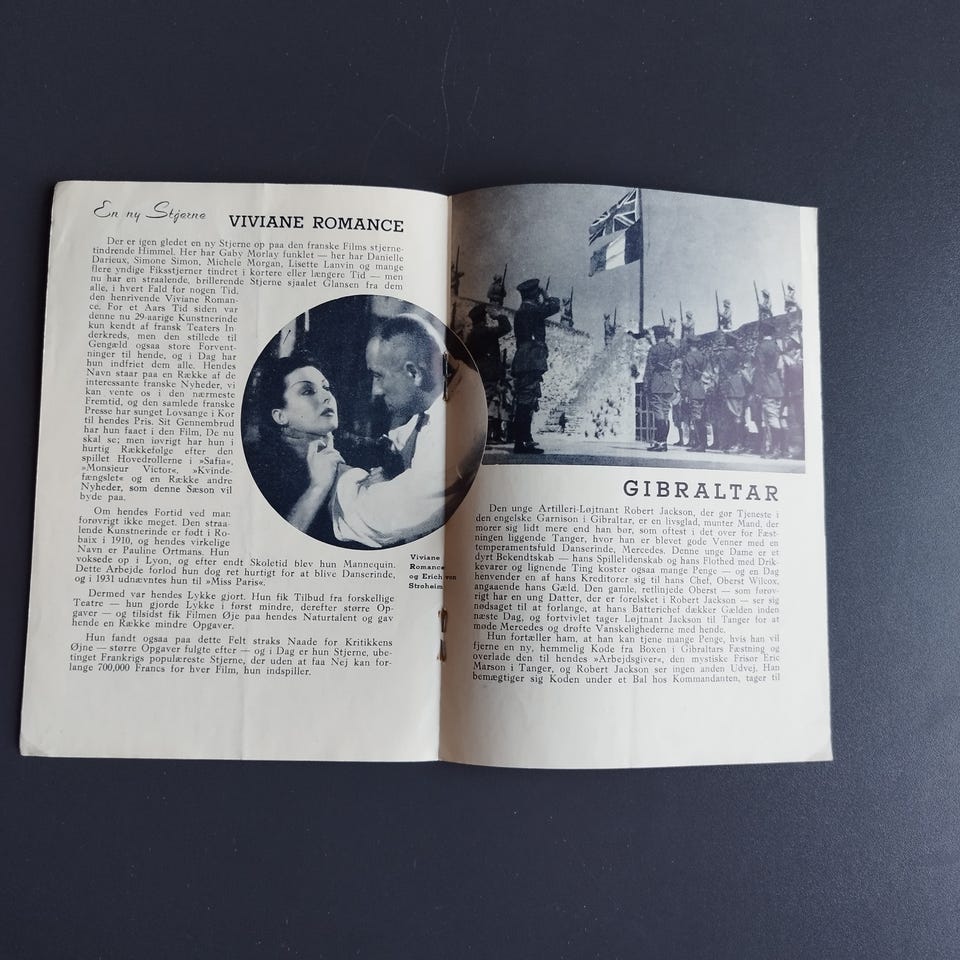 En ny Stjerne
VIVIANE ROMANCE
Der er igen gledet en ny Stjerne op paa den franske Films stjerne-
tindrende Himmel. Her har Gaby Morlay funklet — her har Danielle
Darieux, Simone Simon, Michele Morgan, Lisette Lanvin og mange
flere yndige Fiksstjerner tindret i kortere eller længere Tid — men
nu har en straalende, brillerende Stjerne sjaalet Glansen fra dem
alle, i hvert Fald for nogen Tid,
den henrivende Viviane Roman-
ce. For et Aars Tid siden var
denne nu 29-aarige Kunstnerinde
kun kendt af fransk Teaters In
derkreds, men den stillede til
Gengæld ogsaa store Forvent-
ninger til hende, og i Dag har
hun indfriet dem alle. Hendes
Navn staar paa en Række af de
interessante franske Nyheder, vi
kan vente os i den nærmeste
Fremtid, og den samlede franske
Presse har sunget Lovsange i Kor
til hendes Pris. Sit Gennembrud
har hun faaet i den Film, De nu
skal se; men iøvrigt har hun i
hurtig Rækkefølge efter den
spillet Hovedrollerne i »Safia«,
»Monsieur Victor«, »Kvinde-
fængslet« og en Række andre
Nyheder, som denne Sæson vil
byde paa.
Om hendes Fortid ved man
forøvrigt ikke meget. Den straa-
lende Kunstnerinde er født i Ro-
baix i 1910, og hendes virkelige
Navn er Pauline Ortmans. Hun
voksede op i Lyon, og efter endt Skoletid blev hun Mannequin.
Dette Arbejde forlod hun dog ret hurtigt for at blive Danserinde,
og i 1931 udnævntes hun til »Miss Paris«.
Dermed var hendes Lykke gjort. Hun fik Tilbud fra forskellige
Teatre — hun gjorde Lykke i først mindre, derefter større Op-
gaver — og tilsidst fik Filmen Øje paa hendes Naturtalent og gav
hende en Række mindre Opgaver.
Hun fandt ogsaa paa dette Felt straks Naade for Kritikkens
Øjne — større Opgaver fulgte efter — og i Dag er hun Stjerne, ube-
tinget Frankrigs populæreste Stjerne, der uden at faa Nej kan for-
lange 700,000 Francs for hver Film, hun indspiller.
Viviane
Romance
og Erich von
Stroheim
GIBRALTAR
Den unge Artilleri-Løjtnant Robert Jackson, der gør Tjeneste i
den engelske Garnison i Gibraltar, er en livsglad, munter Mand, der
morer sig lidt mere end han bør, som oftest i det over for Fæst-
ningen liggende Tanger, hvor han er blevet gode Venner med en
temperamentsfuld Danserinde, Mercedes. Denne unge Dame er et
dyrt Bekendtskab — hans Spillelidenskab og hans Flothed med Drik-
kevarer og lignende Ting koster ogsaa mange Penge — og en Dag
henvender en af hans Kreditorer sig til hans Chef, Oberst Wilcox,
angaaende hans Gæld. Den gamle, retlinjede Oberst — som forøv-
rigt har en ung Datter, der er forelsket i Robert Jackson — ser sig
nødsaget til at forlange, at hans Batterichef dækker Gælden inden
næste Dag, og fortvivlet tager Løjtnant Jackson til Tanger for at
møde Mercedes og drøfte Vanskelighederne med hende.
Hun fortæller ham, at han kan tjene mange Penge, hvis han vil
fjerne en ny, hemmelig Kode fra Boxen i Gibraltars Fæstning og
overlade den til hendes »Arbejdsgiver«, den mystiske Frisør Eric
Marson i Tanger, og Robert Jackson ser ingen anden Udvej. Han
bemægtiger sig Koden under et Bal hos Kommandanten, tager til